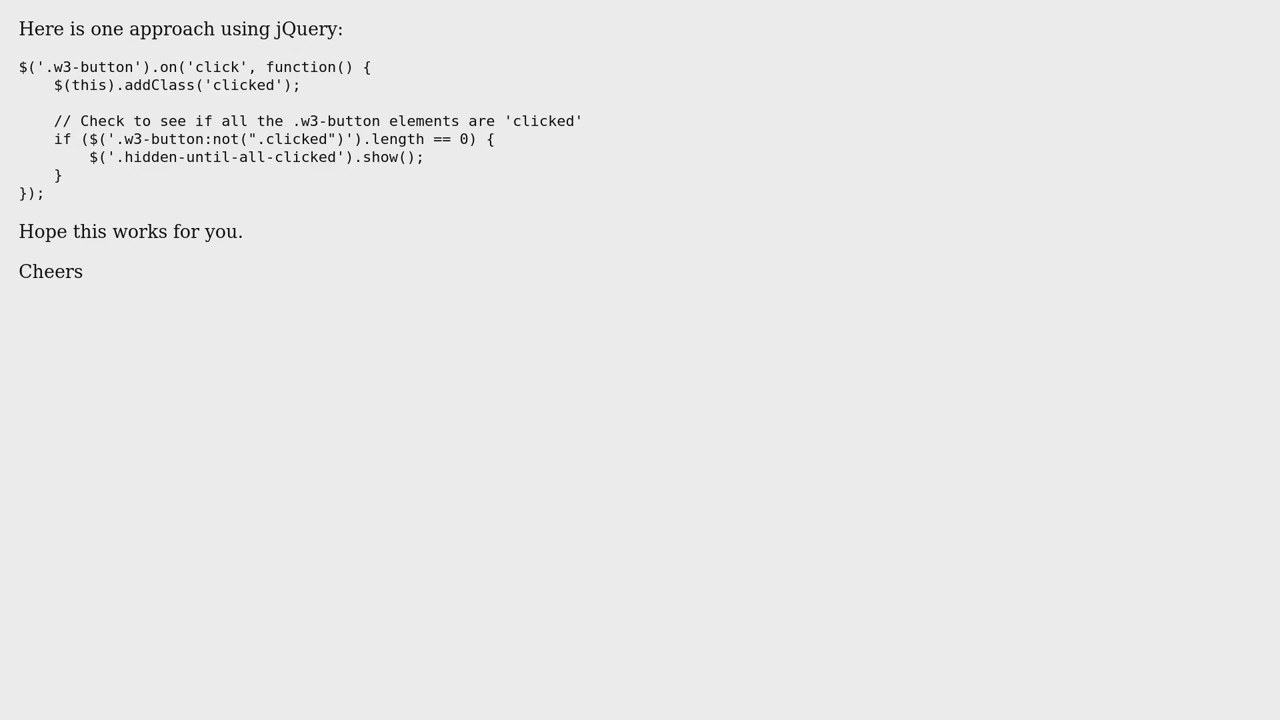 Here is one approach using jQuery:
$('.w3-button').on('click', function() {
    $(this).addClass('clicked');
    // Check to see if all the .w3-button elements are 'clicked'
    if ($('.w3-button:not(".clicked")').length == 0) {
        $('.hidden-until-all-clicked').show();
    }
});
Hope this works for you.
Cheers